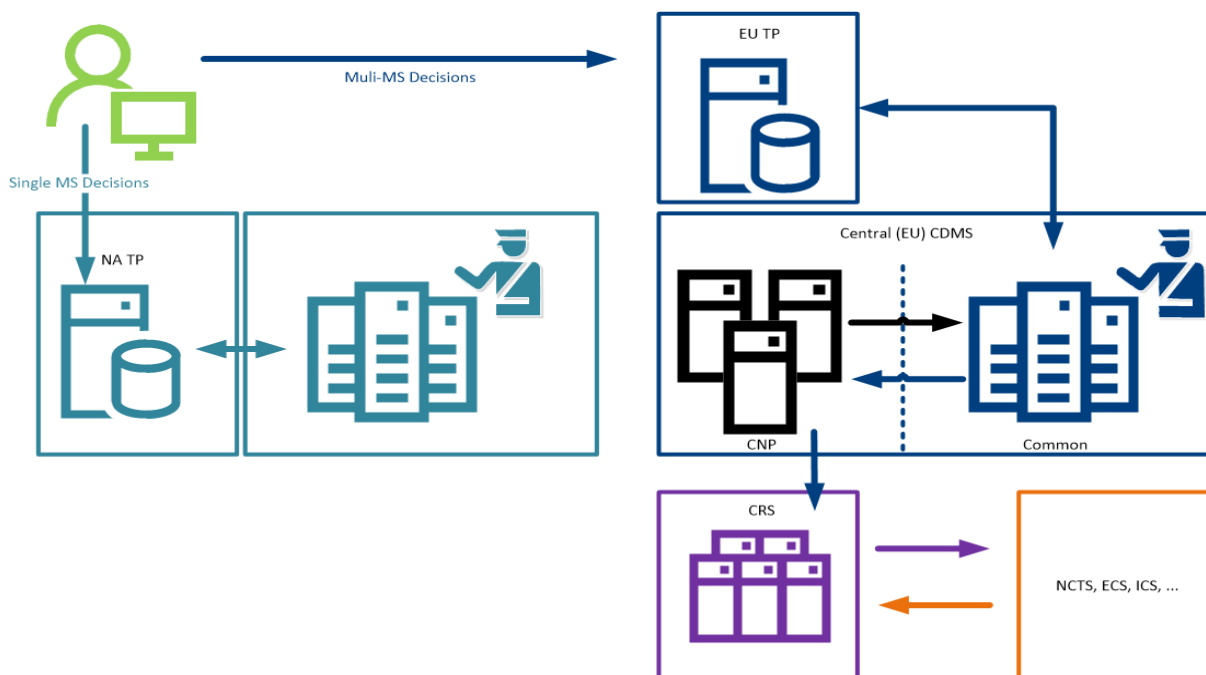 EU TP
Muli-MS Decisions
Single MS Decisions
NA TP
Central (EU) CDMS
CNP
Common
CRS
NCTS, ECS, ICS, ...